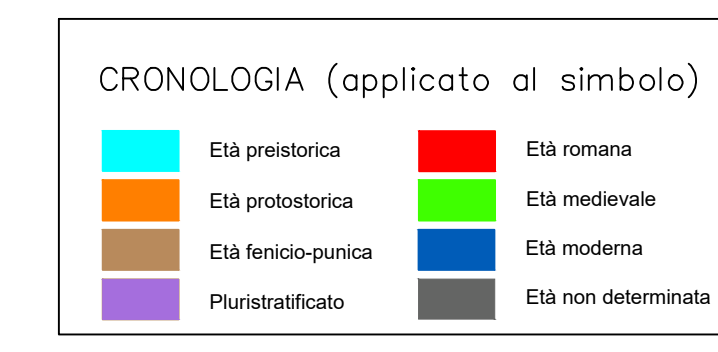 CRONOLOGIA (applicato al simbolo)
Età preistorica
Età protostorica
Età fenicio-punica
Pluristratificato
Età romana
Età medievale
Età moderna
Età non determinata